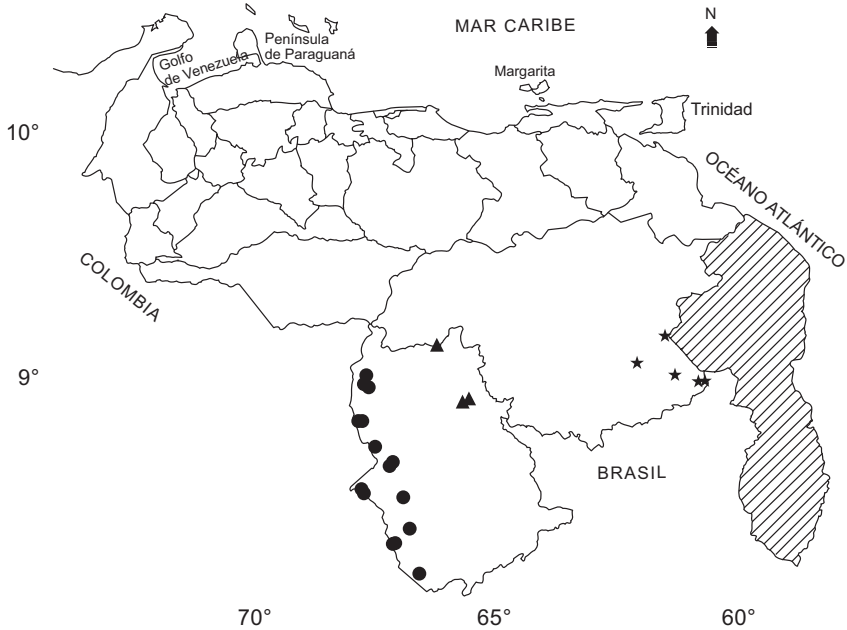 MAR CARIBE
N
Península
de Paraguaná
Golfo
de Venezuela
Margarita
Trinidad
10°
OCÉANO ATLÁNTICO
COLOMBIA
9°
BRASIL
70°
65°
60°